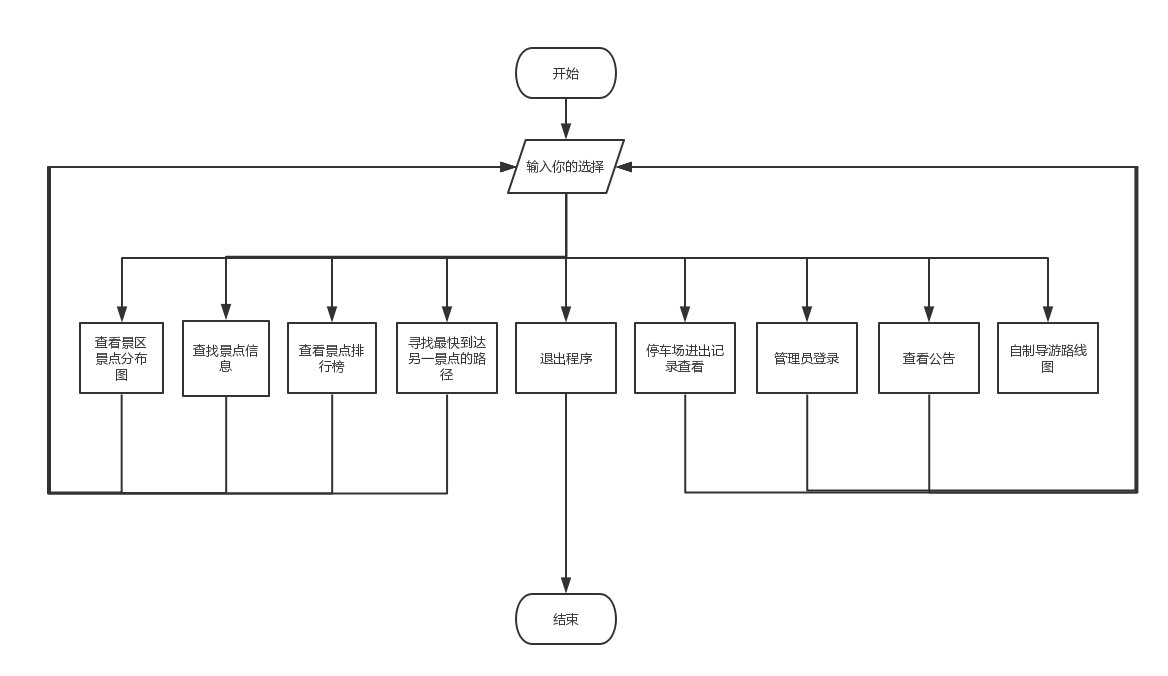 开始
输入你的选择
查看景区
景点分布
图
查找景点信
息
查看景点排
行榜
寻找最快到达
另一景点的路
径
退出程序
停车场进出记
录查看
管理员登录
查看公告
自制导游路线
图
结束